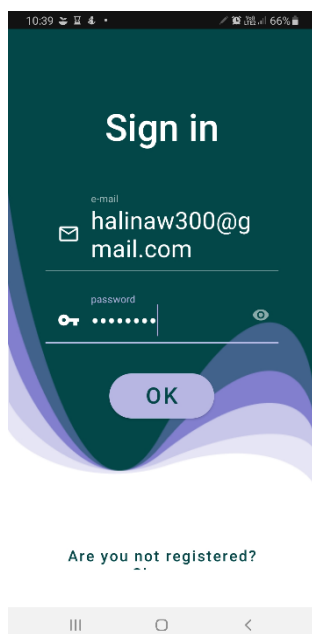 10:39
66%
Sign in
e-mail
halinaw300@g
mail.com
password
••••••••
OK
Are you not registered?